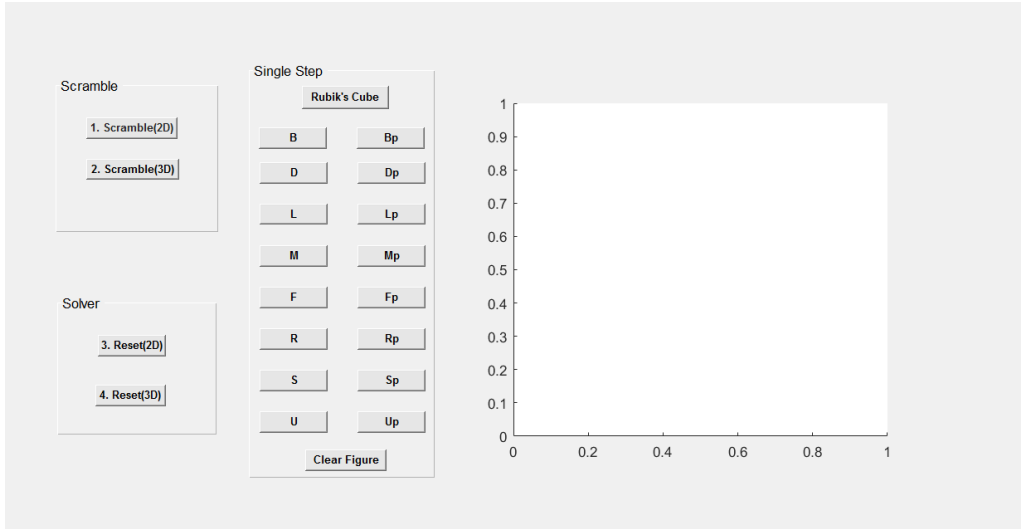 Scramble
1. Scramble(2D)
2. Scramble(3D)
Solver
3. Reset(2D)
4. Reset(3D)
Single Step
Rubik's Cube
B Bp
D Dp
L Lp
M Mp
F Fp
R Rp
S Sp
U Up
Clear Figure
1
0.9
0.8
0.7
0.6
0.5
0.4
0.3
0.2
0.1
0
0 0.2 0.4 0.6 0.8 1